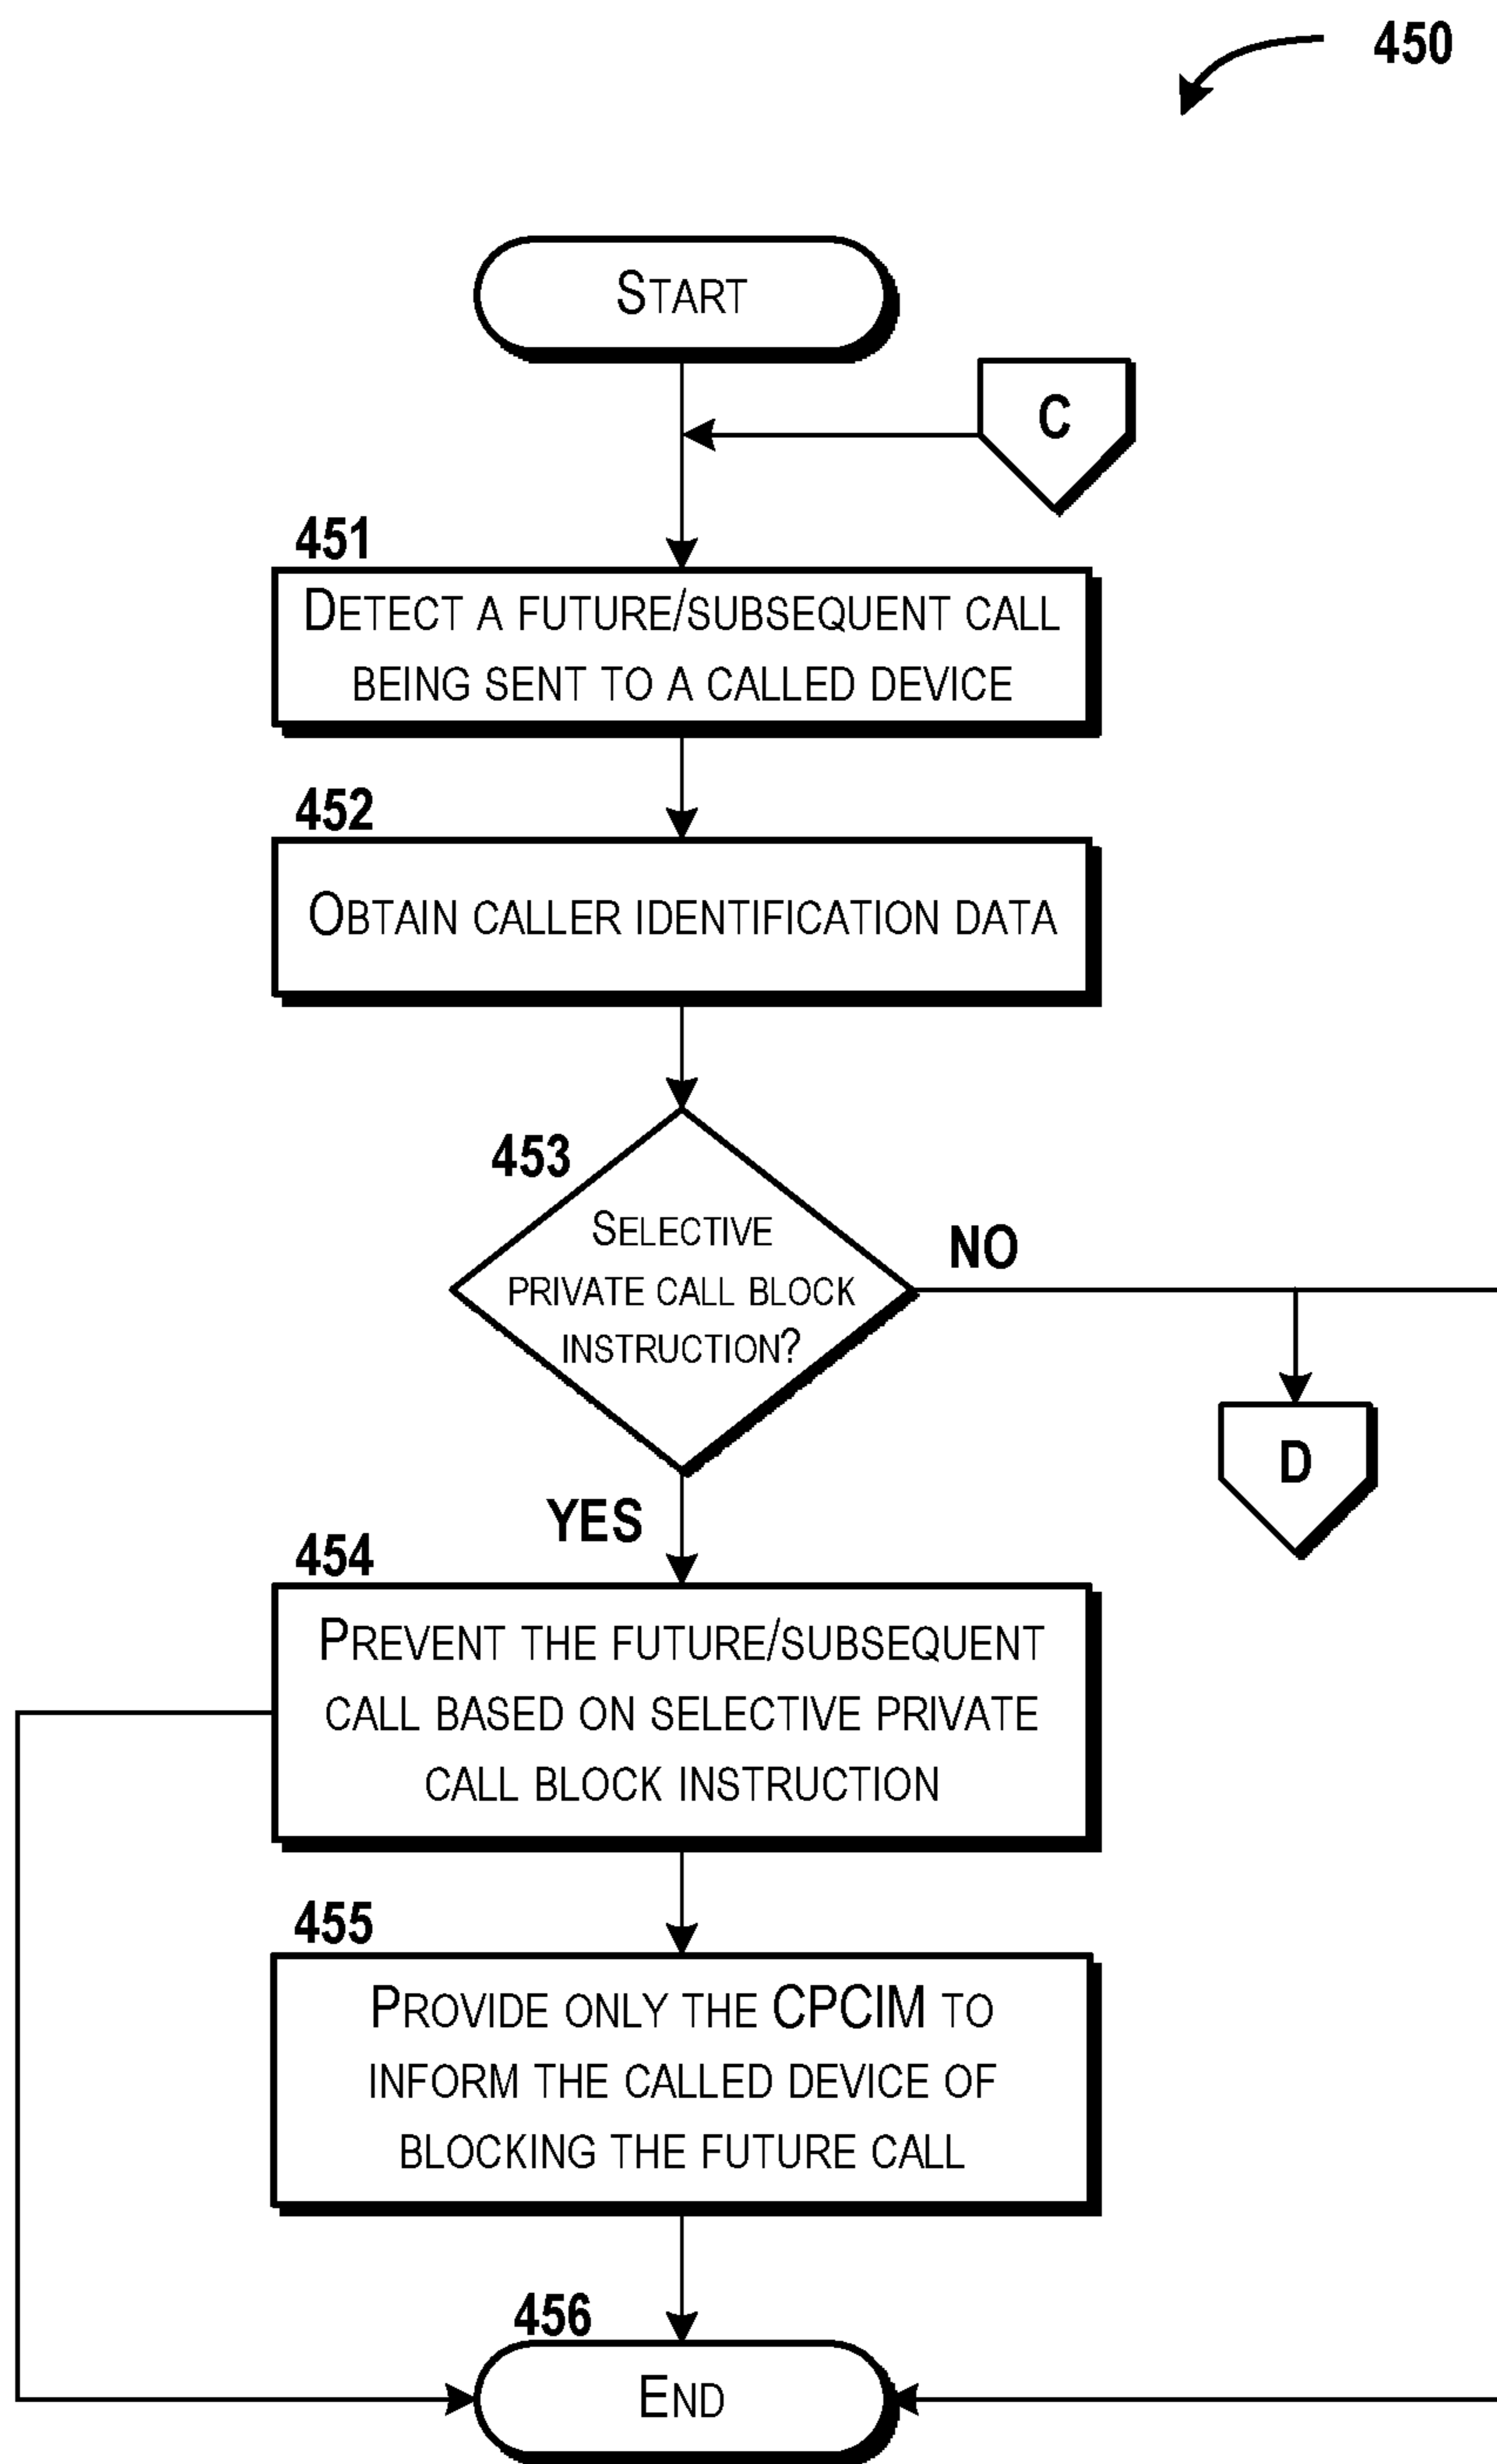 450
START
C
451
DETECT A FUTURE/SUBSEQUENT CALL
BEING SENT TO A CALLED DEVICE
452
OBTAIN CALLER IDENTIFICATION DATA
453
SELECTIVE
PRIVATE CALL BLOCK
INSTRUCTION?
NO
D
YES
454
PREVENT THE FUTURE/SUBSEQUENT
CALL BASED ON SELECTIVE PRIVATE
CALL BLOCK INSTRUCTION
455
PROVIDE ONLY THE CPCIM TO
INFORM THE CALLED DEVICE OF
BLOCKING THE FUTURE CALL
456
END